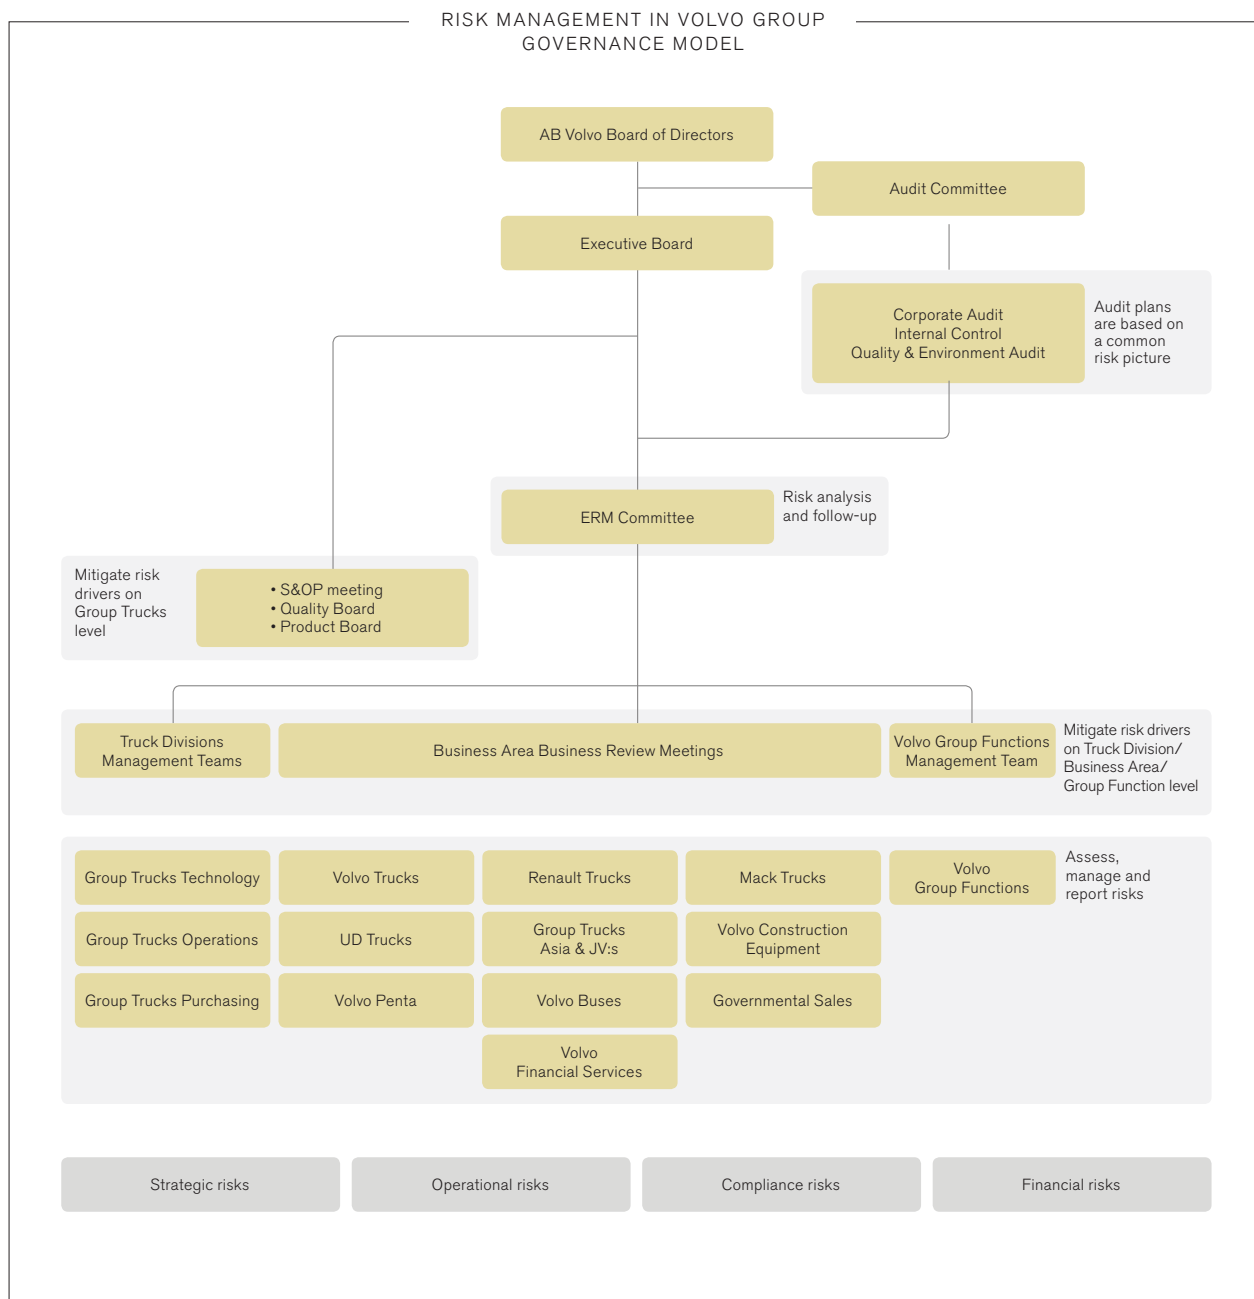 RISK MANAGEMENT IN VOLVO GROUP
GOVERNANCE MODEL
AB Volvo Board of Directors
Audit Committee
Executive Board
Corporate Audit
Internal Control
Quality & Environment Audit
Audit plans
are based on
a common
risk picture
ERM Committee
Risk analysis
and follow-up
Mitigate risk
drivers on
Group Trucks
level
• S&OP meeting
• Quality Board
• Product Board
Truck Divisions
Management Teams
Business Area Business Review Meetings
Volvo Group Functions
Management Team
Mitigate risk drivers
on Truck Division/
Business Area/
Group Function level
Group Trucks Technology
Volvo Trucks
Renault Trucks
Mack Trucks
Volvo
Group Functions
Assess,
manage and
report risks
Group Trucks Operations
UD Trucks
Group Trucks
Asia & JV:s
Volvo Construction
Equipment
Group Trucks Purchasing
Volvo Penta
Volvo Buses
Governmental Sales
Volvo
Financial Services
Strategic risks
Operational risks
Compliance risks
Financial risks